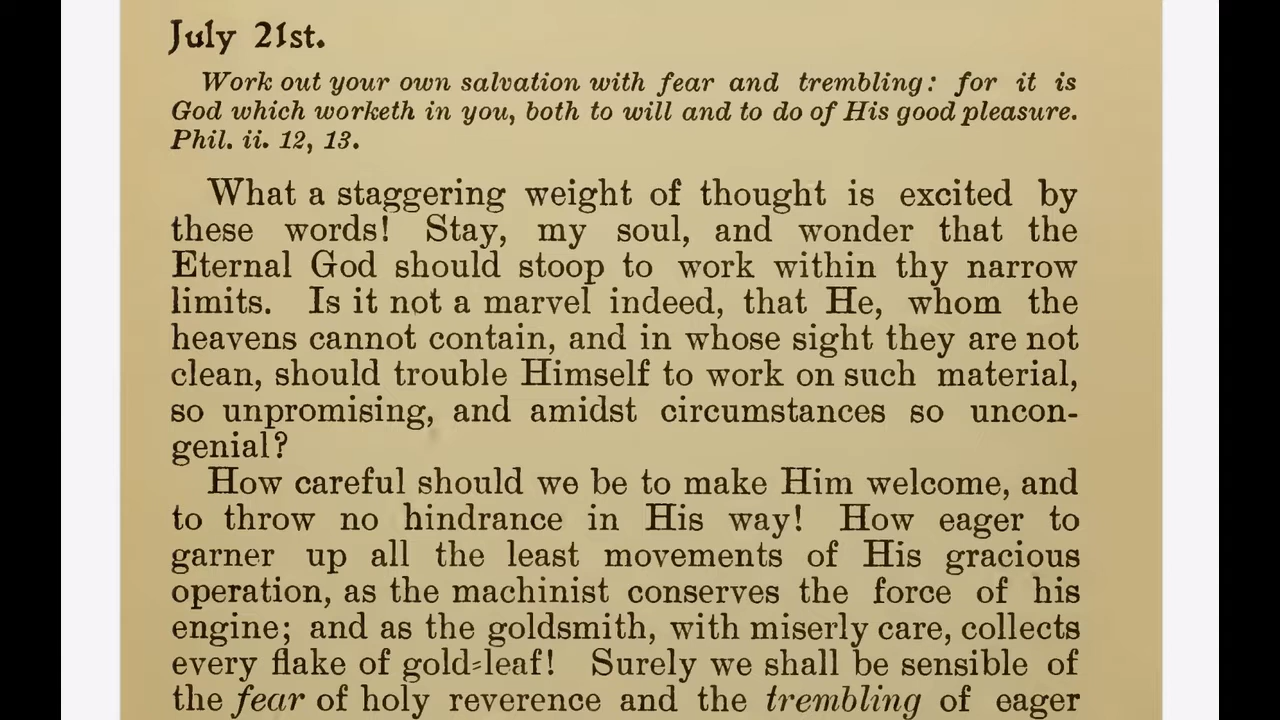 July 21st.
Work out your own salvation with fear and trembling: for it is
God which worketh in you, both to will and to do of His good pleasure.
Phil. ii. 12, 13.
What a staggering weight of thought is excited by
these words! Stay, my soul, and wonder that the
Eternal God should stoop to work within thy narrow
limits. Is it not a marvel indeed, that He, whom the
heavens cannot contain, and in whose sight they are not
clean, should trouble Himself to work on such material,
so unpromising, and amidst circumstances so uncon-
genial?
How careful should we be to make Him welcome, and
to throw no hindrance in His way! How eager to
garner up all the least movements of His gracious
operation, as the machinist conserves the force of his
engine; and as the goldsmith, with miserly care, collects
every flake of gold-leaf! Surely we shall be sensible of
the fear of holy reverence and the trembling of eager